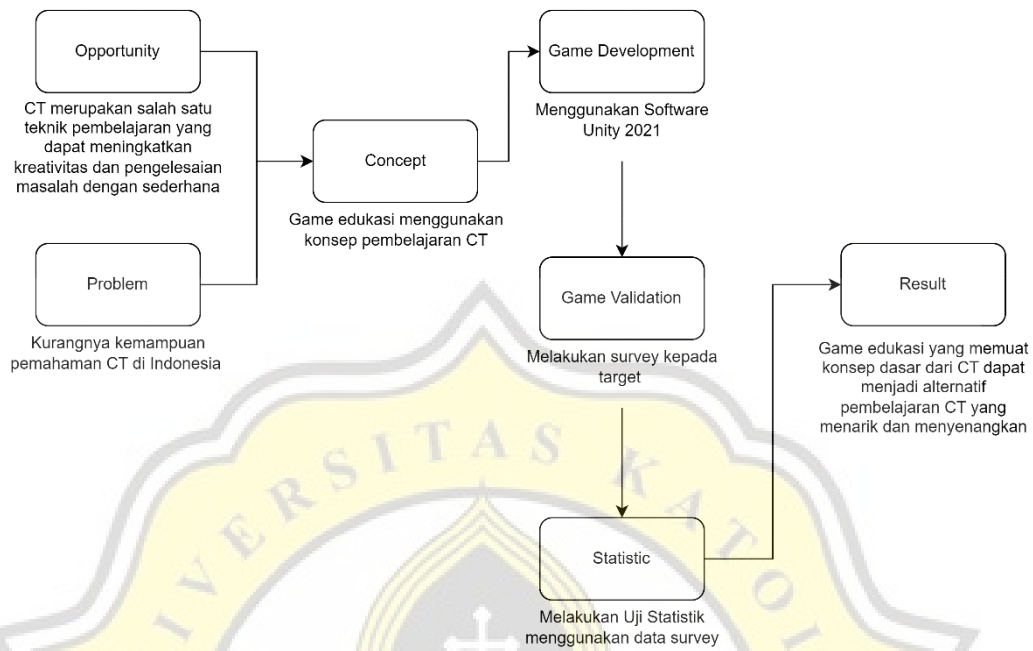 Opportunity
CT merupakan salah satu
teknik pembelajaran yang
dapat meningkatkan
kreativitas dan pengelesaian
masalah dengan sederhana
Problem
Kurangnya kemampuan
pemahaman CT di Indonesia
Concept
Game edukasi menggunakan
konsep pembelajaran CT
Game Development
Menggunakan Software
Unity 2021
Game Validation
Melakukan survey kepada
target
Statistic
Melakukan Uji Statistik
menggunakan data survey
Result
Game edukasi yang memuat
konsep dasar dari CT dapat
menjadi alternatif
pembelajaran CT yang
menarik dan menyenangkan
IVERSITAS KATOI